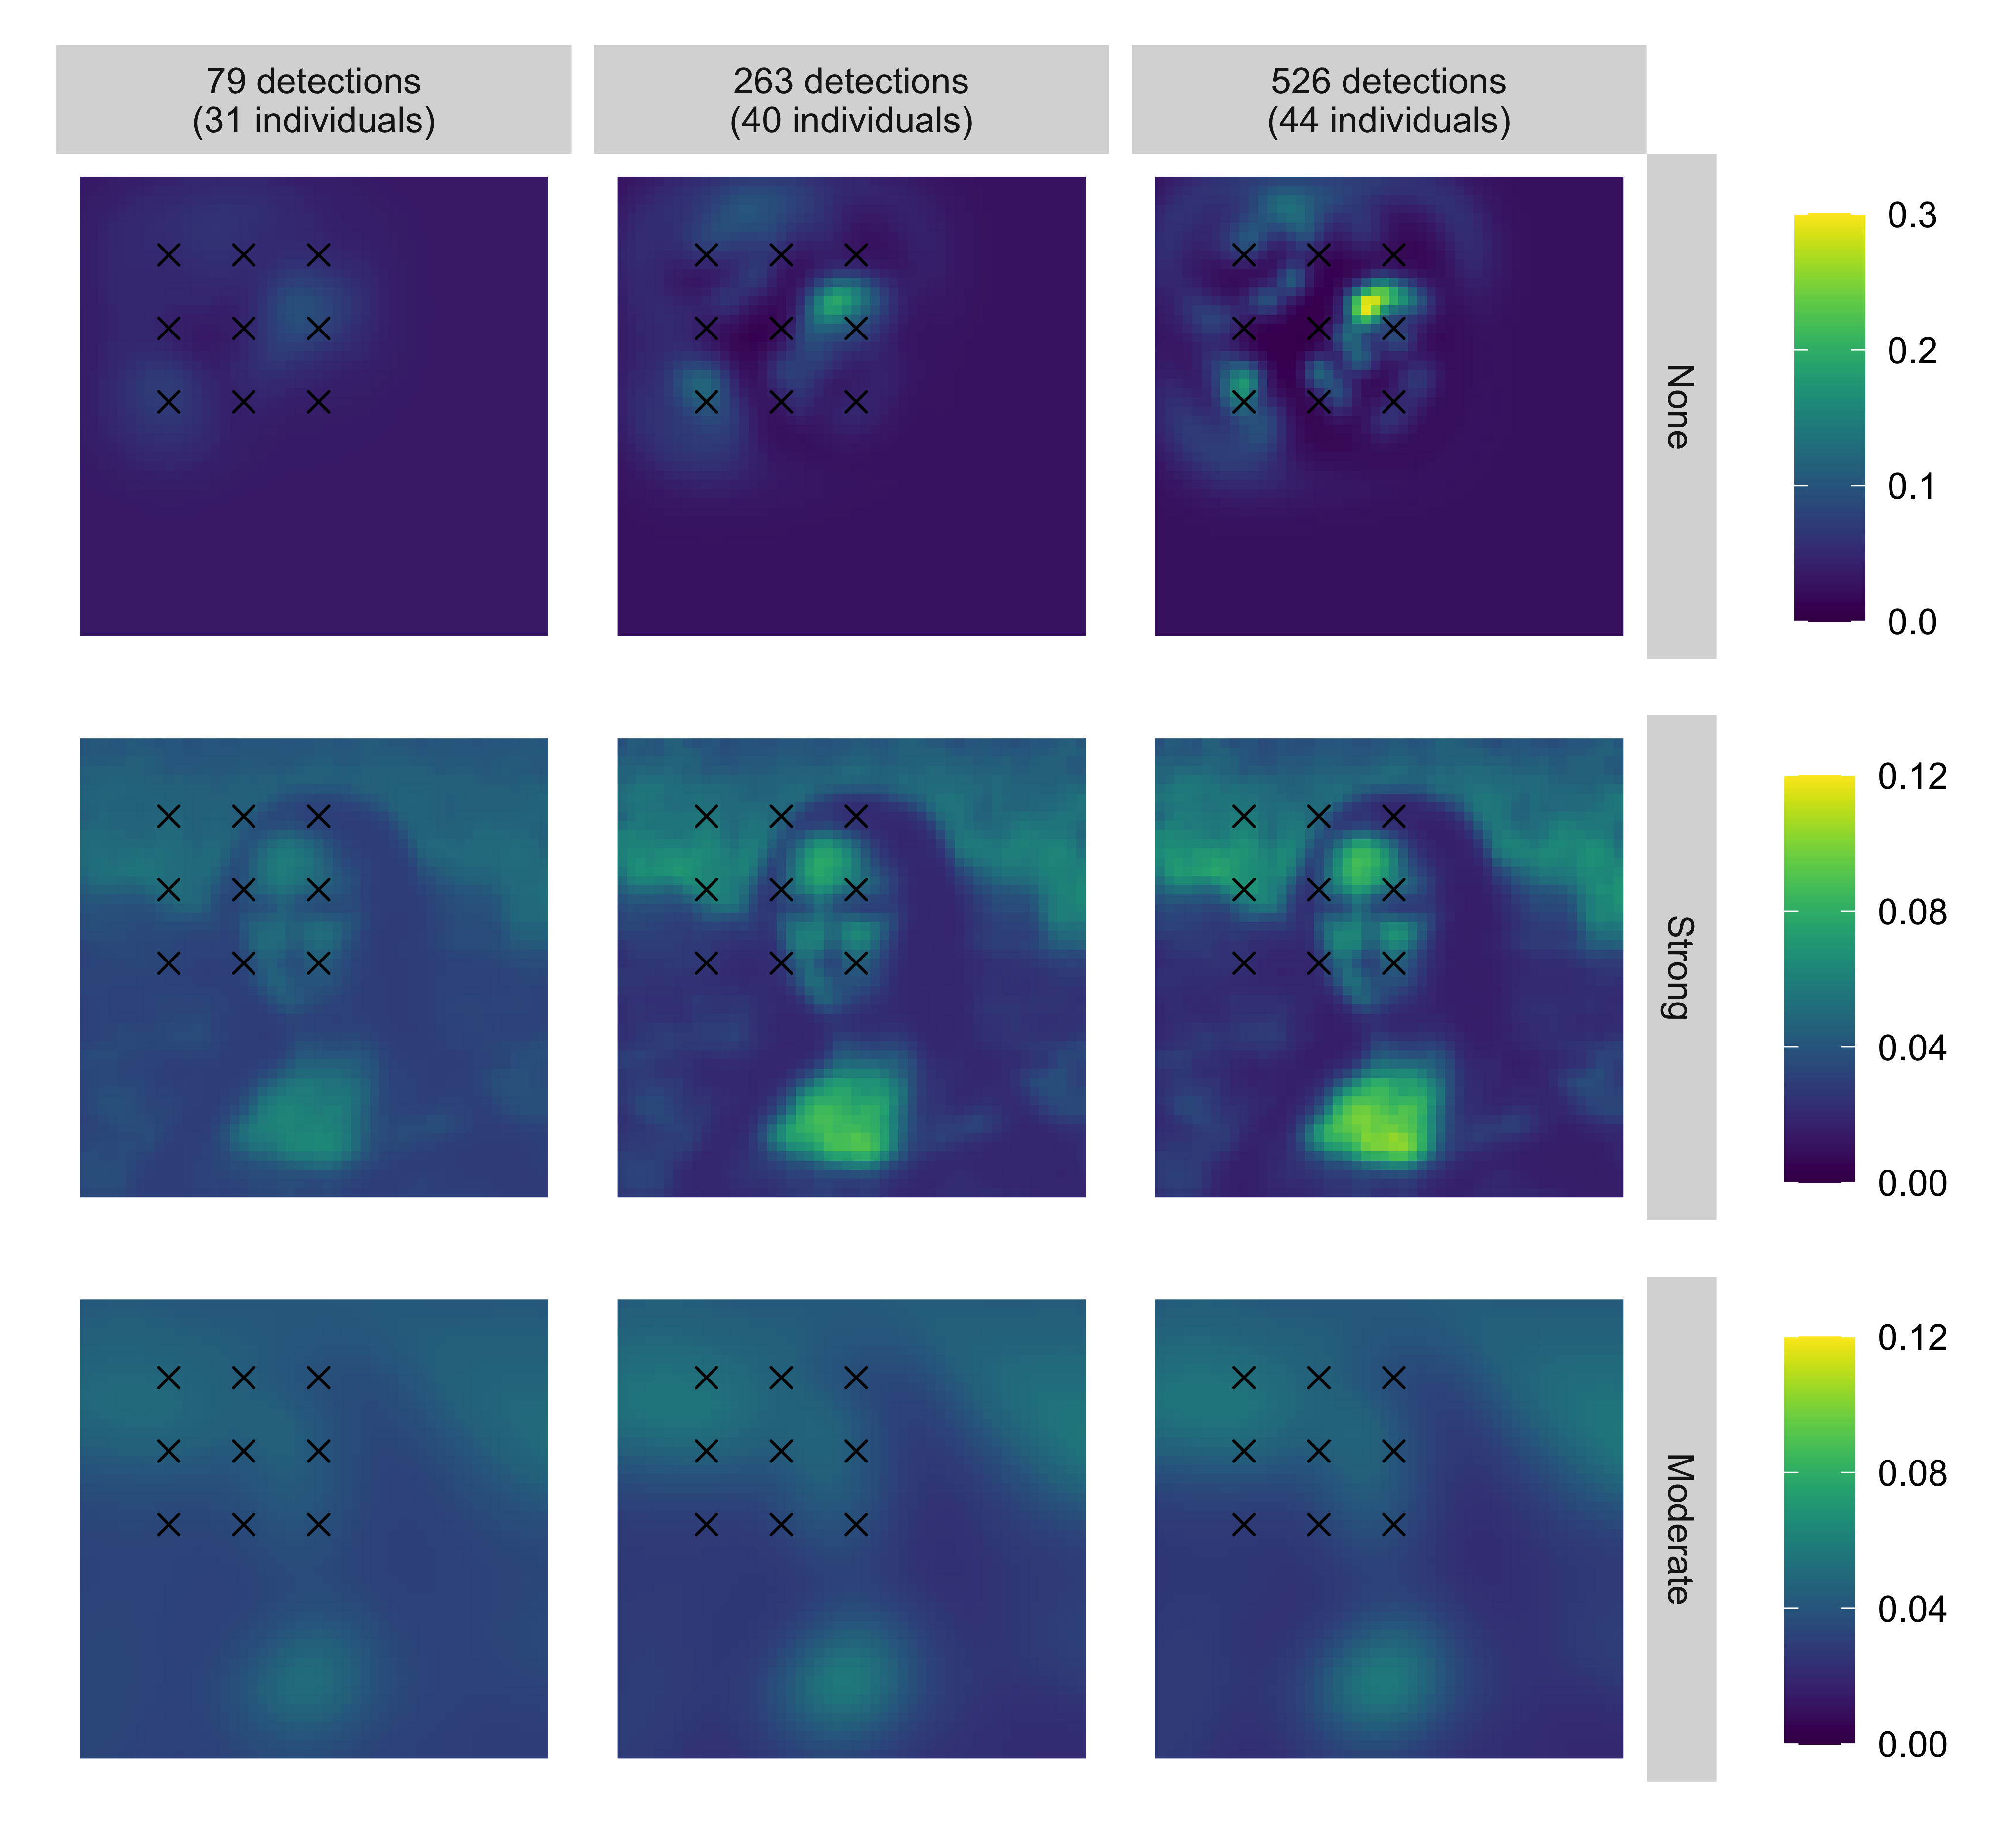 79 detections
(31 individuals)
263 detections
(40 individuals)
526 detections
(44 individuals)
None
0.3
0.2
0.1
0.0
Strong
0.12
0.08
0.04
0.00
Moderate
0.12
0.08
0.04
0.00